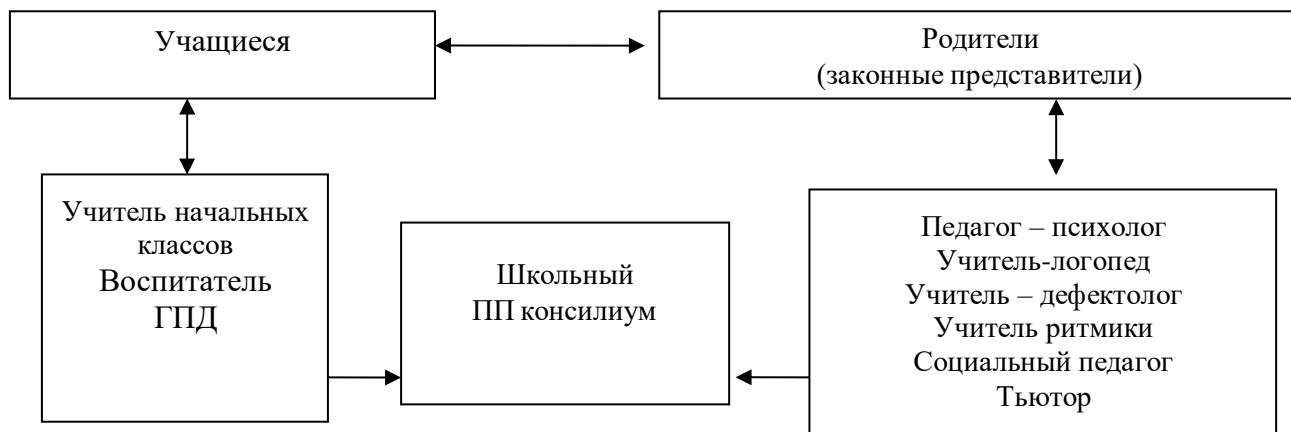 Учащиеся
Родители
(законные представители)
Учитель начальных
классов
Воспитатель
ГПД
Школьный
ПП консилиум
Педагог – психолог
Учитель-логопед
Учитель – дефектолог
Учитель ритмики
Социальный педагог
Тьютор